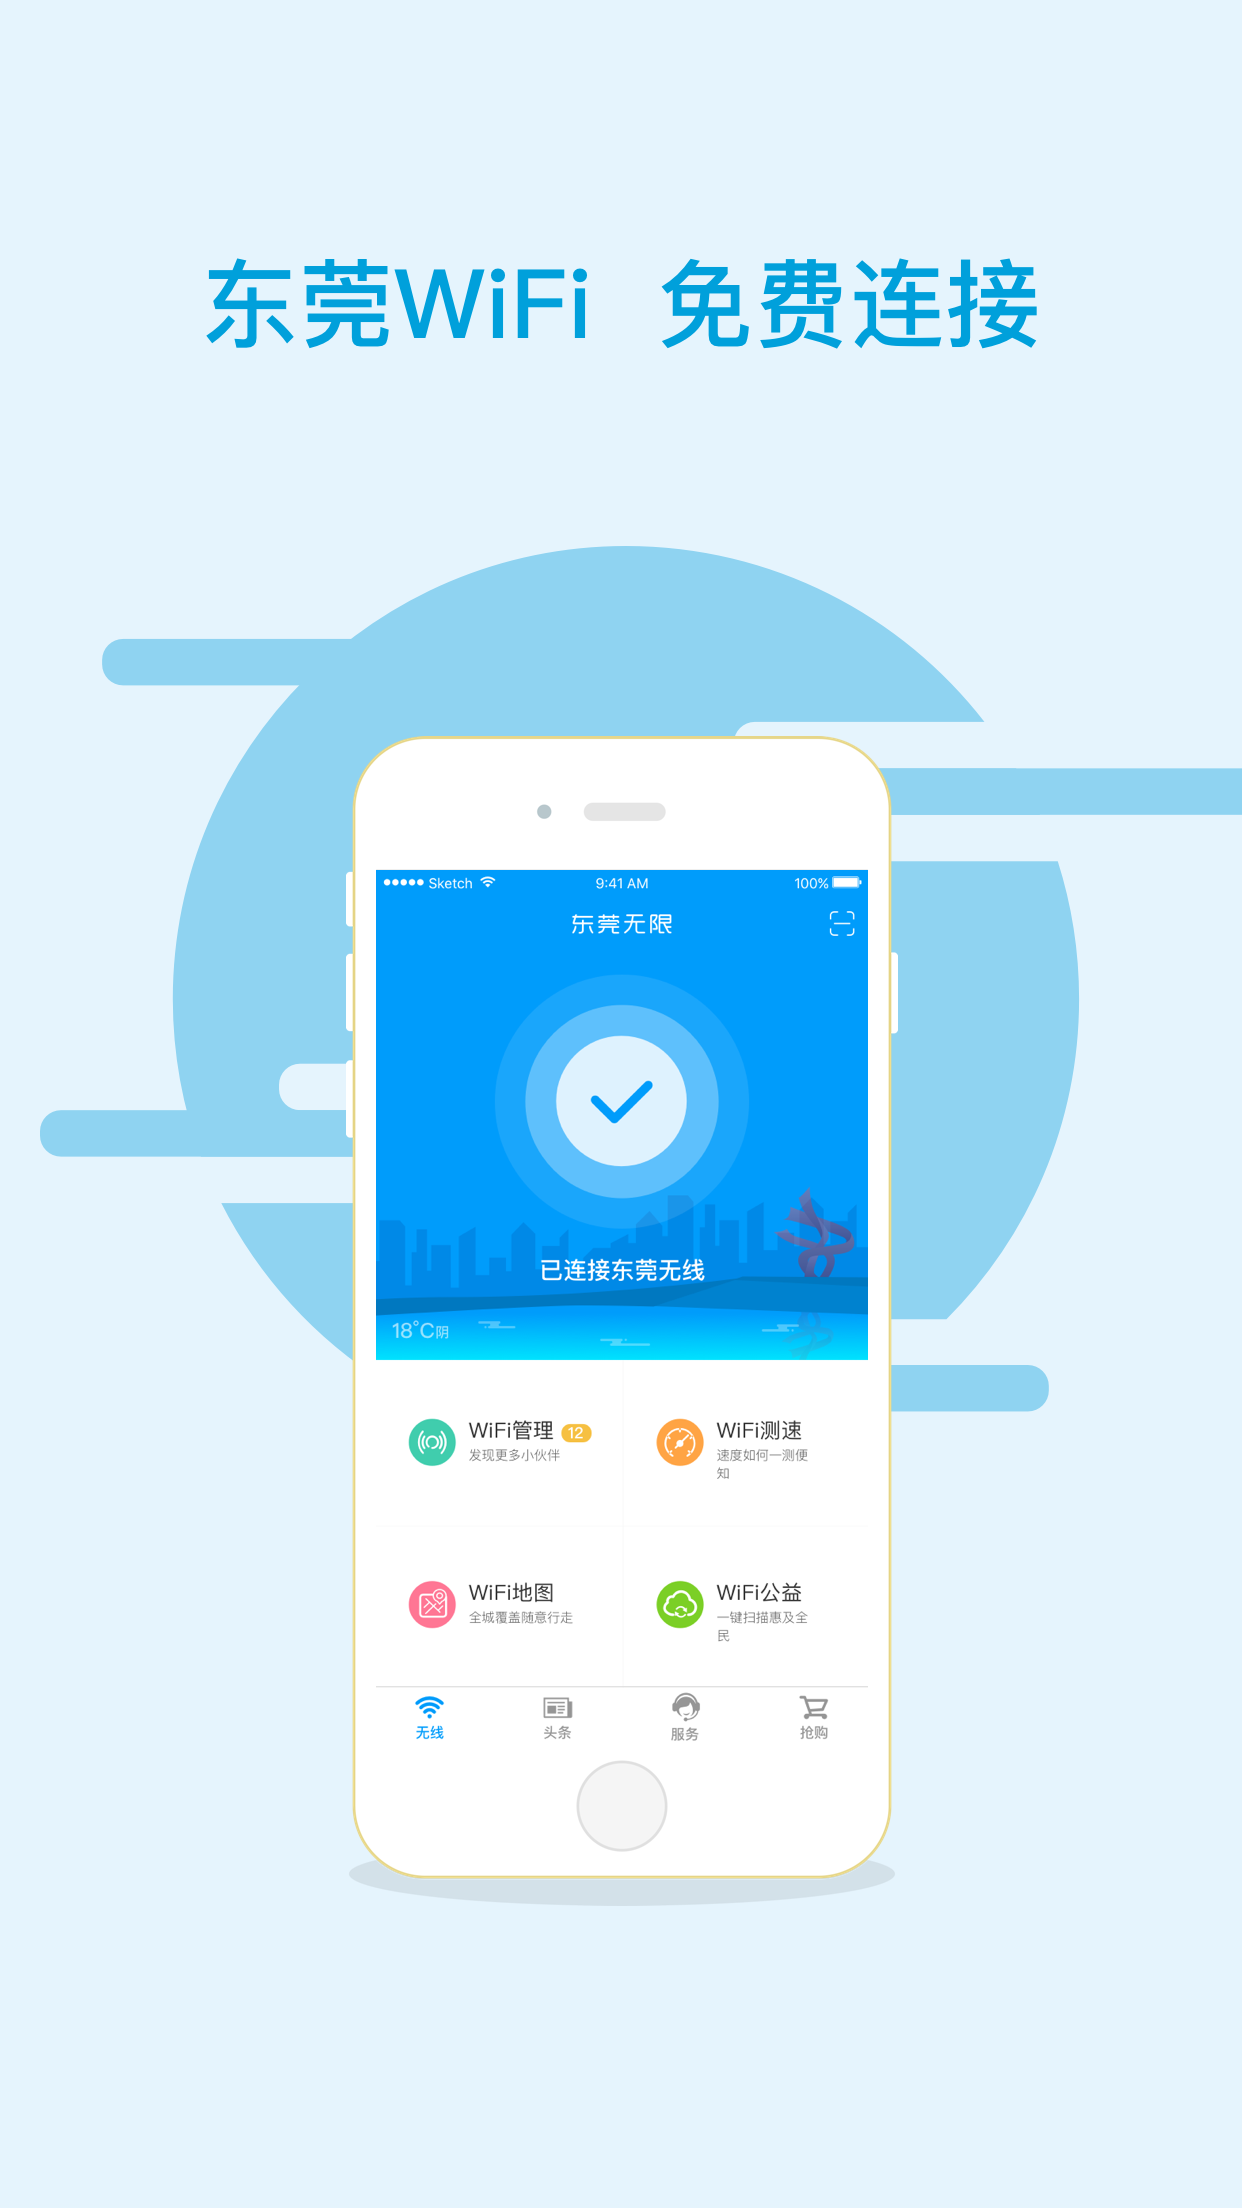 东莞WiFi 免费连接
Sketch 9:41 AM 100%
东莞无限
已连接东莞无线
18°C阴
WiFi管理 12
发现更多小伙伴
WiFi测速
速度如何一测便
知
WiFi地图
全城覆盖随意行走
WiFi公益
一键扫描惠及全
民
无线 头条 服务 抢购